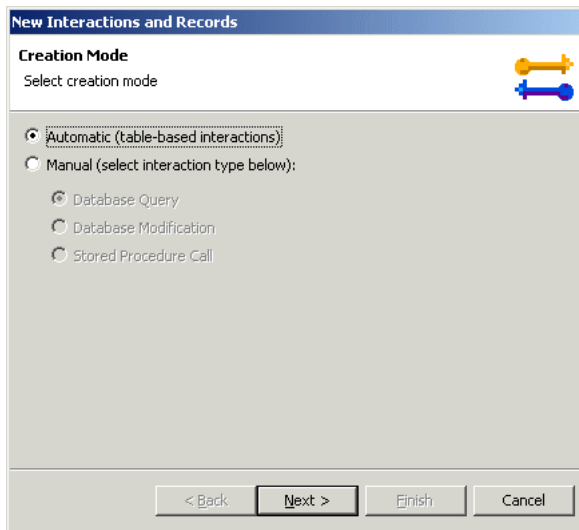 New Interactions and Records
Creation Mode
Select creation mode
Automatic (table-based interactions)
Manual (select interaction type below):
Database Query
Database Modification
Stored Procedure Call
< Back Next > Finish Cancel